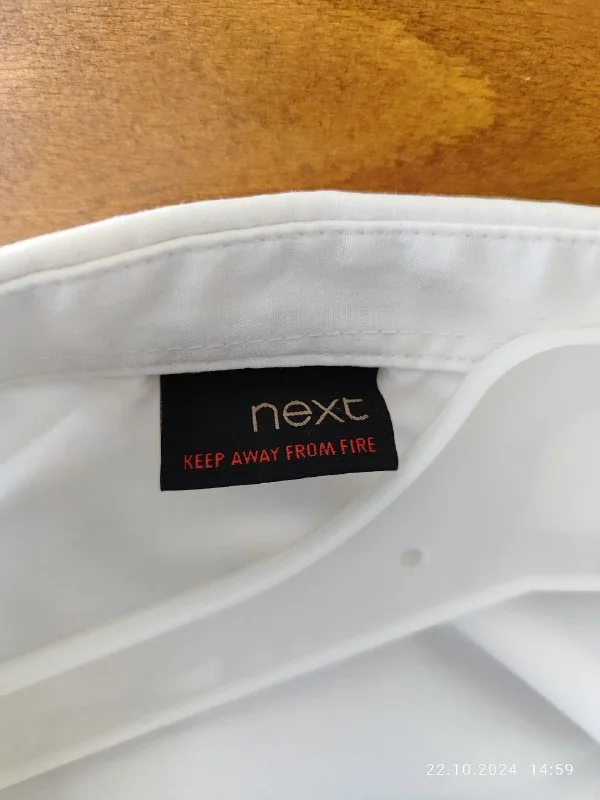 next
KEEP AWAY FROM FIRE
22.10.2024 14:59